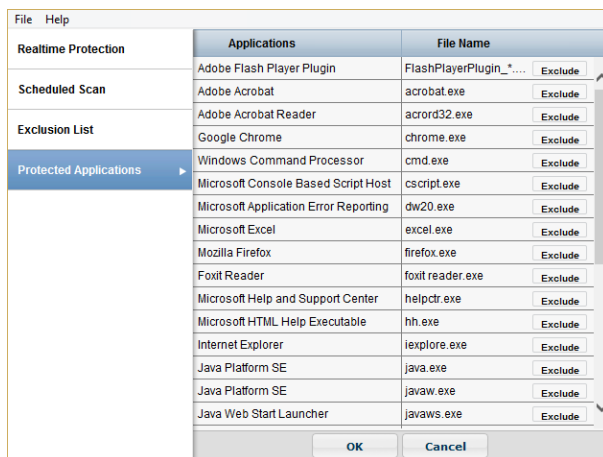 File Help
Realtime Protection
Scheduled Scan
Exclusion List
Protected Applications
Applications File Name
Adobe Flash Player Plugin FlashPlayerPlugin_*.... Exclude
Adobe Acrobat acrobat.exe Exclude
Adobe Acrobat Reader acrord32.exe Exclude
Google Chrome chrome.exe Exclude
Windows Command Processor cmd.exe Exclude
Microsoft Console Based Script Host cscript.exe Exclude
Microsoft Application Error Reporting dw20.exe Exclude
Microsoft Excel excel.exe Exclude
Mozilla Firefox firefox.exe Exclude
Foxit Reader foxit reader.exe Exclude
Microsoft Help and Support Center helpctr.exe Exclude
Microsoft HTML Help Executable hh.exe Exclude
Internet Explorer iexplore.exe Exclude
Java Platform SE java.exe Exclude
Java Platform SE javaw.exe Exclude
Java Web Start Launcher javaws.exe Exclude
OK Cancel